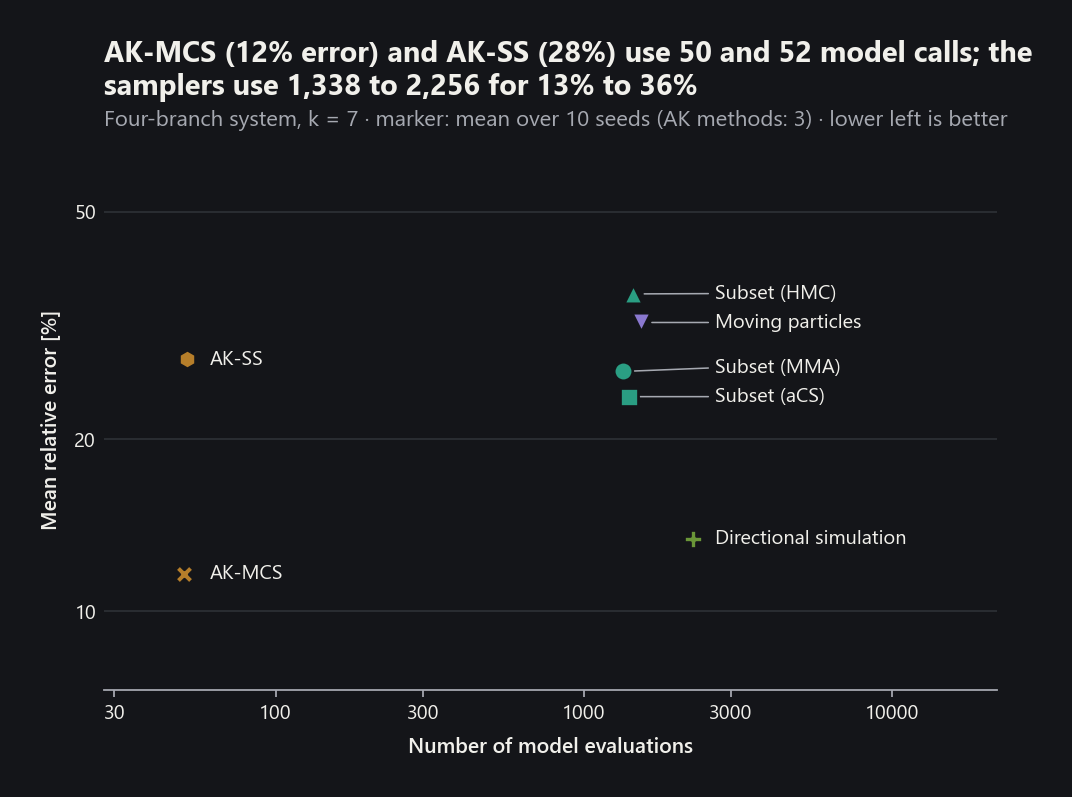 AK-MCS (12% error) and AK-SS (28%) use 50 and 52 model calls; the
samplers use 1,338 to 2,256 for 13% to 36%
Four-branch system, k = 7 · marker: mean over 10 seeds (AK methods: 3) · lower left is better
50
20
10
Mean relative error [%]
Subset (HMC)
Moving particles
AK-SS
Subset (MMA)
Subset (aCS)
Directional simulation
AK-MCS
30
100
300
1000
3000
10000
Number of model evaluations